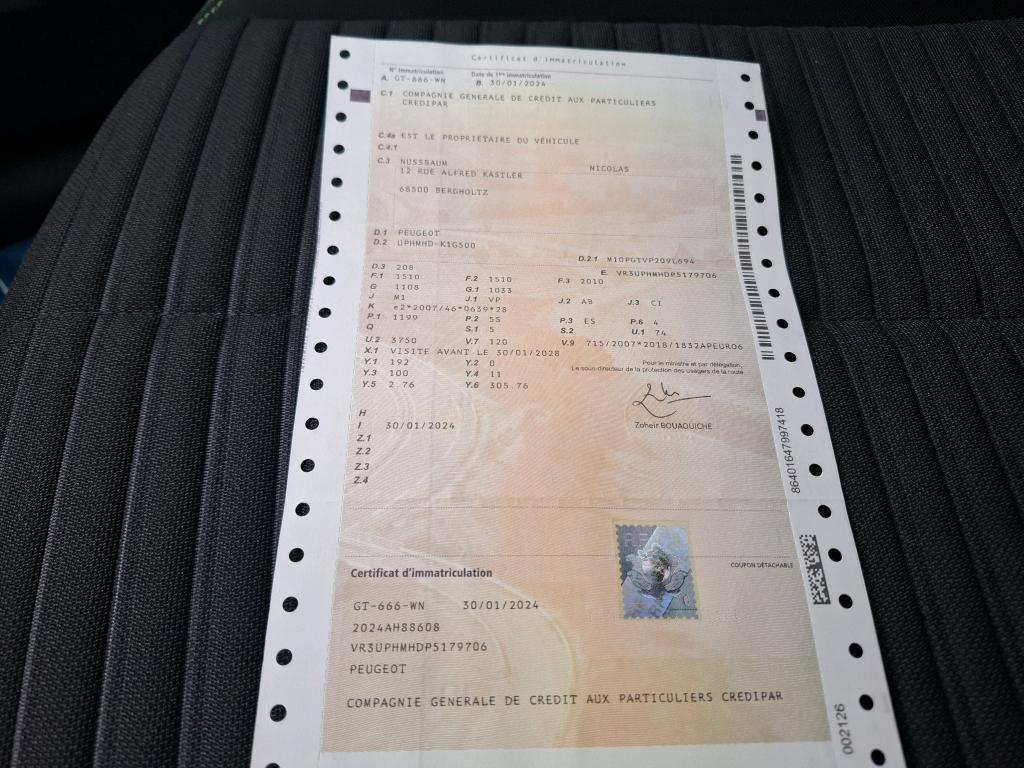 Certificat d'immatriculation
N° Immatriculation Date de 1ère immatriculation
A. GT-666-WN B. 30/01/2024
C.1 COMPAGNIE GENERALE DE CREDIT AUX PARTICULIERS
CREDIPAR
C.4a EST LE PROPRIÉTAIRE DU VÉHICULE
C.4.1
C.3 NUSSBAUM NICOLAS
12 RUE ALFRED KASTLER
68500 BERGHOLTZ
D.1 PEUGEOT
D.2 UPHMHD-K1G500
D.2.1 M10PGTVP209L694
D.3 208 E. VR3UPHMHDP5179706
F.1 1510 F.2 1510 F.3 2010
G 1108 G.1 1033
J M1 J.1 VP J.2 AB J.3 CI
K e2*2007/46*0639*28
P.1 1199 P.2 55 P.3 ES P.6 4
Q S.1 5 S.2 U.1 74
U.2 3750 V.7 120 V.9 715/2007*2018/1832APEURO6
X.1 VISITE AVANT LE 30/01/2028
Y.1 192 Y.2 0
Y.3 100 Y.4 11
Y.5 2.76 Y.6 305.76
Pour le ministre et par délégation,
Le sous-directeur de la protection des usagers de la route
Zoheir BOUAOUICHE
H
I 30/01/2024
Z.1
Z.2
Z.3
Z.4
86401647997418
COUPON DÉTACHABLE
Certificat d'immatriculation
GT-666-WN 30/01/2024
2024AH88608
VR3UPHMHDP5179706
PEUGEOT
COMPAGNIE GENERALE DE CREDIT AUX PARTICULIERS CREDIPAR
002126